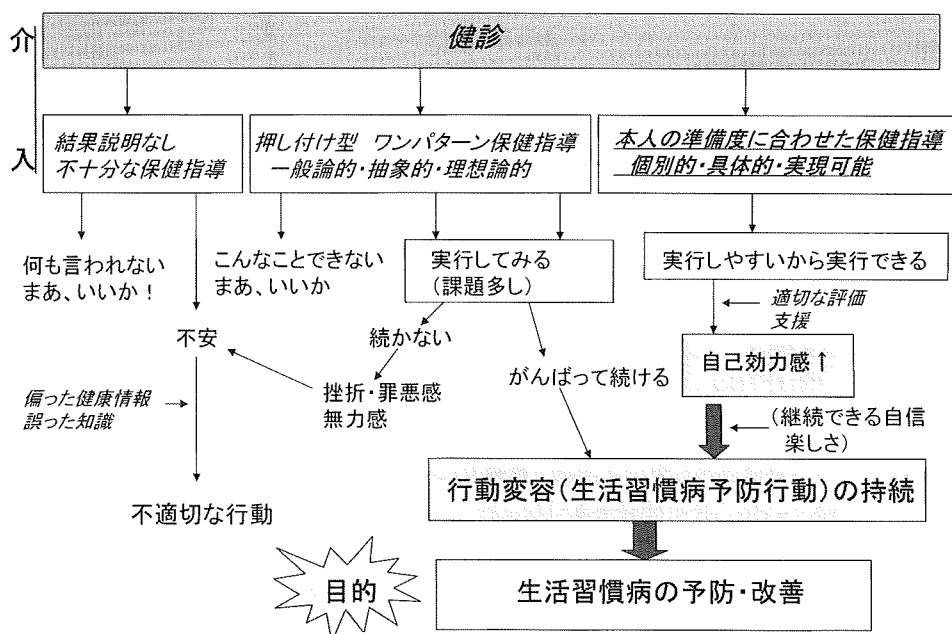 介
入
健診
結果説明なし
不十分な保健指導
押し付け型 ワンパターン保健指導
一般論的・抽象的・理想論的
本人の準備度に合わせた保健指導
個別的・具体的・実現可能
何も言われない
まあ、いいか！
こんなことできない
まあ、いいか
実行してみる
(課題多し)
実行しやすいから実行できる
適切な評価
支援
不安
続かない
自己効力感↑
がんばって続ける
挫折・罪悪感
無力感
偏った健康情報
誤った知識
(継続できる自信
楽しさ)
行動変容(生活習慣病予防行動)の持続
不適切な行動
目的
生活習慣病の予防・改善